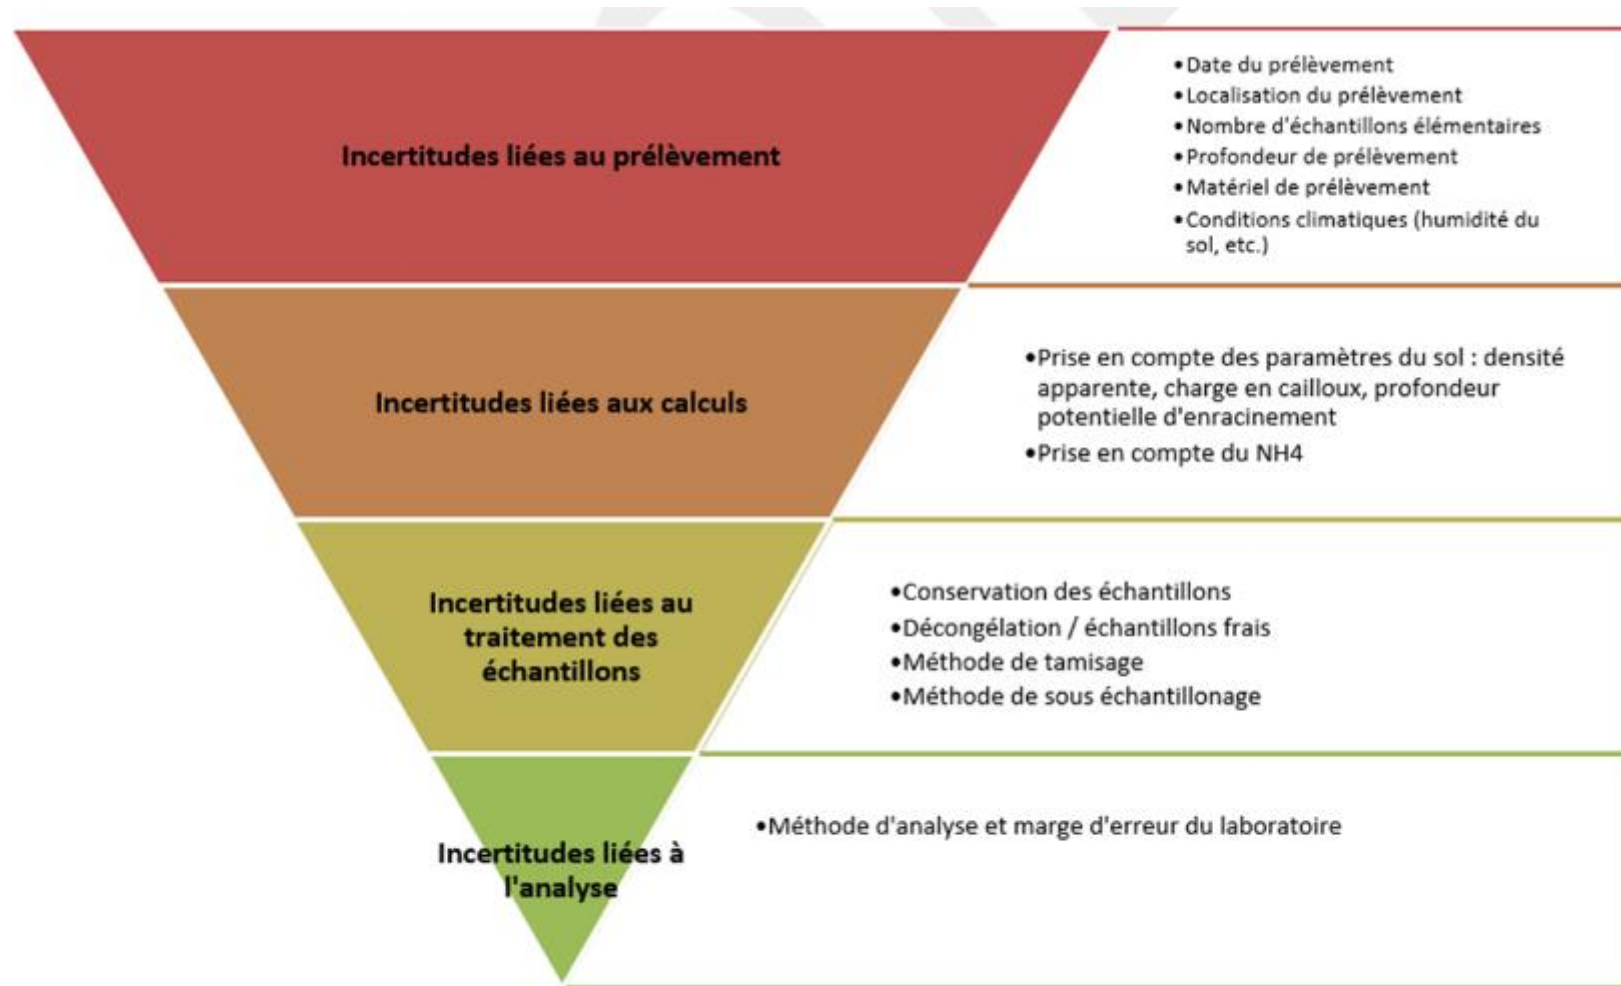 Incertitudes liées au prélèvement
•Date du prélèvement
•Localisation du prélèvement
•Nombre d'échantillons élémentaires
•Profondeur de prélèvement
•Matériel de prélèvement
•Conditions climatiques (humidité du
sol, etc.)
Incertitudes liées aux calculs
•Prise en compte des paramètres du sol : densité
apparente, charge en cailloux, profondeur
potentielle d'enracinement
•Prise en compte du NH4
Incertitudes liées au
traitement des
échantillons
•Conservation des échantillons
•Décongélation / échantillons frais
•Méthode de tamisage
•Méthode de sous échantillonage
Incertitudes liées à
l'analyse
•Méthode d'analyse et marge d'erreur du laboratoire